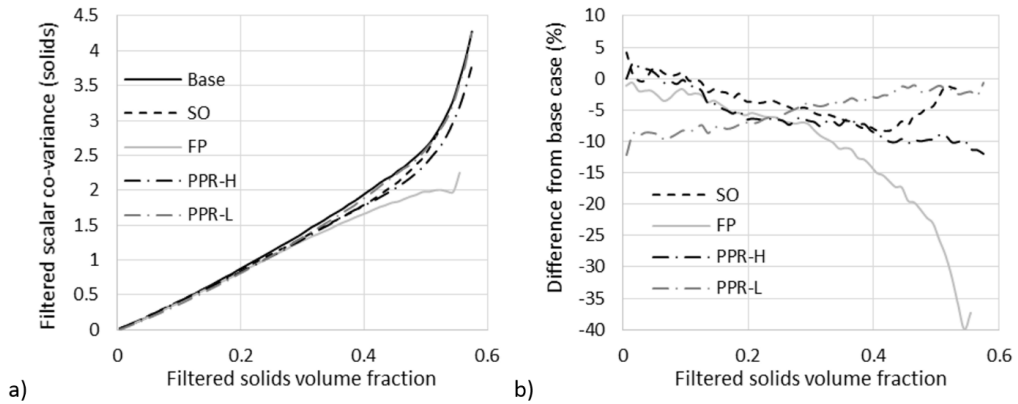 4.5
4
3.5
3
2.5
2
1.5
1
0.5
0
Filtered scalar co-variance (solids)
Base
SO
FP
PPR-H
PPR-L
0 0.2 0.4 0.6
Filtered solids volume fraction
a)
10
5
0
-5
-10
-15
-20
-25
-30
-35
-40
Difference from base case (%)
SO
FP
PPR-H
PPR-L
0 0.2 0.4 0.6
Filtered solids volume fraction
b)